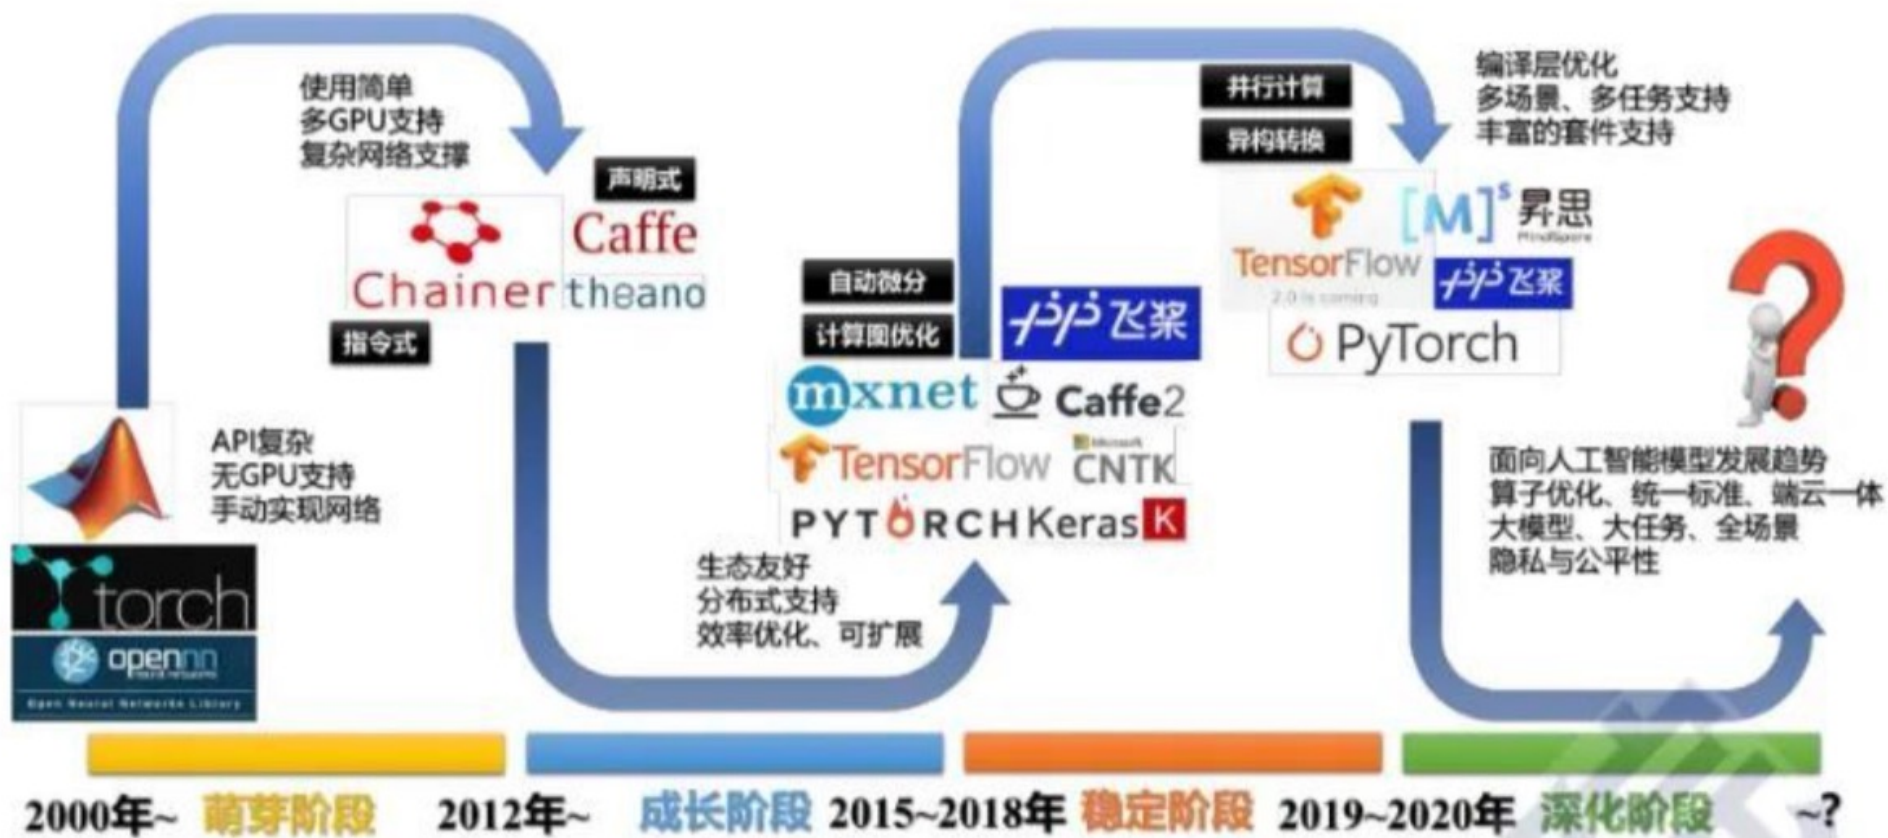 使用简单
多GPU支持
复杂网络支撑
声明式
Caffe
Chainer
theano
指令式
API复杂
无GPU支持
手动实现网络
torch
opennn
neural networks
Open Neural Networks Library
自动微分
计算图优化
飞桨
mxnet
Caffe2
TensorFlow
Microsoft
CNTK
PYTORCH
Keras
K
生态友好
分布式支持
效率优化、可扩展
并行计算
异构转换
编译层优化
多场景、多任务支持
丰富的套件支持
TensorFlow
2.0 is coming
[M]s
昇思
MindSpore
飞桨
PyTorch
面向人工智能模型发展趋势
算子优化、统一标准、端云一体
大模型、大任务、全场景
隐私与公平性
2000年~ 萌芽阶段
2012年~ 成长阶段
2015~2018年 稳定阶段
2019~2020年 深化阶段
~?